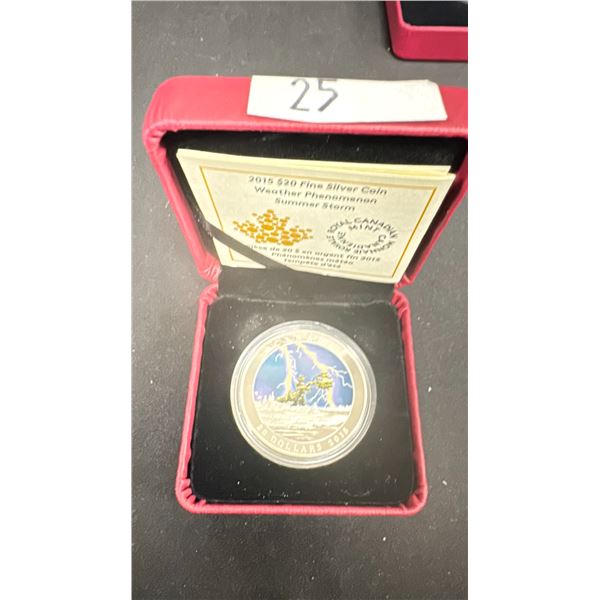 25
2015 $20 Fine Silver Coin
Weather Phenomenon
Summer Storm
ROYAL CANADIAN MINT
MONNAIE ROYALE CANADIENNE
pièce de 20 $ en argent fin 2015
Phénomènes météo
Tempête d'été
20 DOLLARS 2015